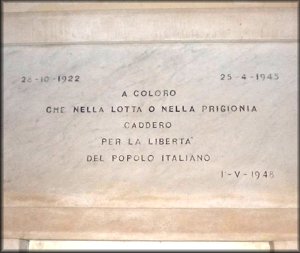 28-10-1922 25-4-1945
A COLORO
CHE NELLA LOTTA O NELLA PRIGIONIA
CADDERO
PER LA LIBERTA'
DEL POPOLO ITALIANO
1-V-1948